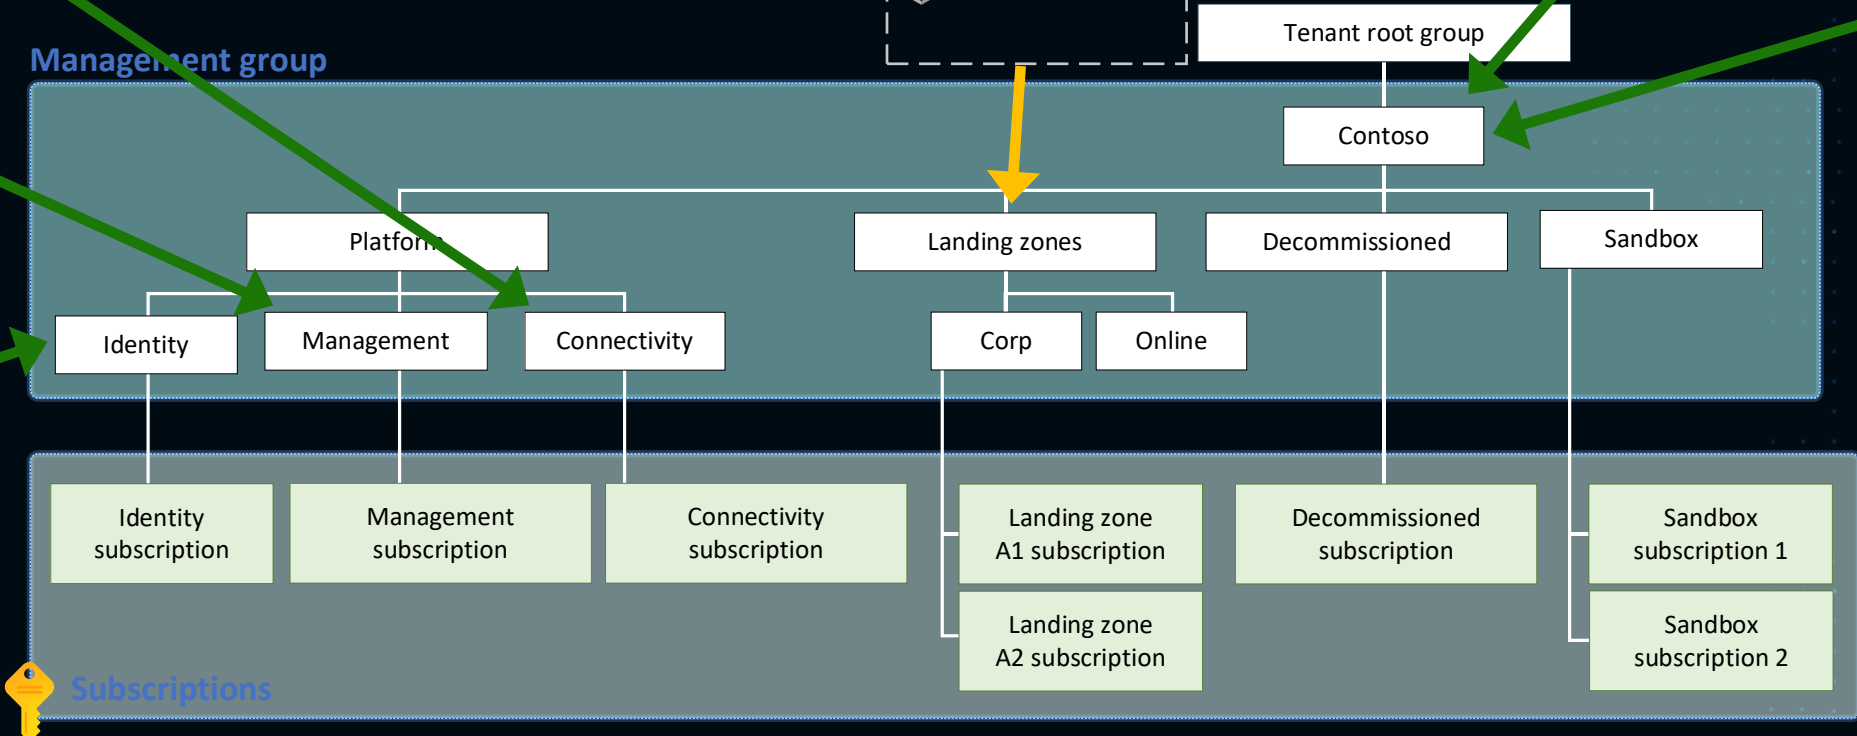 Tenant root group
Management group
Contoso
Platform
Landing zones
Decommissioned
Sandbox
Identity
Management
Connectivity
Corp
Online
Identity
subscription
Management
subscription
Connectivity
subscription
Landing zone
A1 subscription
Decommissioned
subscription
Sandbox
subscription 1
Landing zone
A2 subscription
Sandbox
subscription 2
Subscriptions